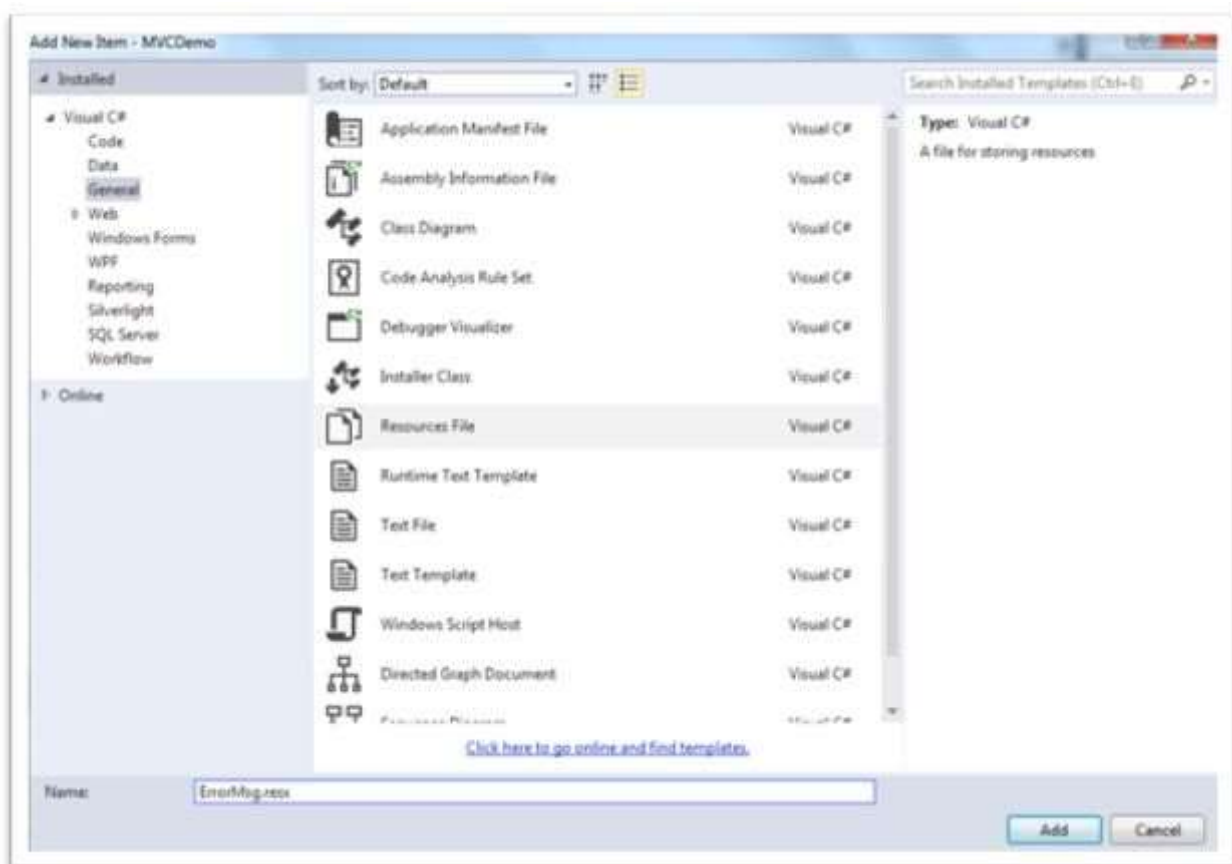 Add New Item - MVCDemo
Installed
Sort by: Default
Search Installed Templates (Ctrl+E)
Visual C#
Code
Data
General
Web
Windows Forms
WPF
Reporting
Silverlight
SQL Server
Workflow
Online
Application Manifest File Visual C#
Assembly Information File Visual C#
Class Diagram Visual C#
Code Analysis Rule Set Visual C#
Debugger Visualizer Visual C#
Installer Class Visual C#
Resources File Visual C#
Runtime Text Template Visual C#
Text File Visual C#
Text Template Visual C#
Windows Script Host Visual C#
Directed Graph Document Visual C#
Type: Visual C#
A file for storing resources
Click here to go online and find templates.
Name: ErrorMsg.resx
Add
Cancel